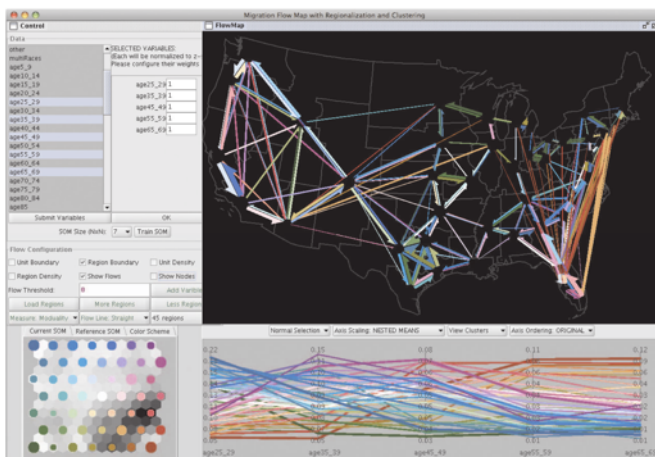 Migration Flow Map with Regionalization and Clustering
Control
FlowMap
Data
other
multiRaces
age5_9
age10_14
age15_19
age20_24
age25_29
age30_34
age35_39
age40_44
age45_49
age50_54
age55_59
age60_64
age65_69
age70_74
age75_79
age80_84
age85
SELECTED VARIABLES:
(Each will be normalized to z--
Please configure their weights
age25_29 1
age35_39 1
age45_49 1
age55_59 1
age65_69 1
Submit Variables
OK
SOM Size (NxN) 7 Train SOM
Flow Configuration
Unit Boundary Region Boundary Unit Density
Region Density Show Flows Show Nodes
Flow Threshold: Add Variable
Load Regions More Regions Less Region
Measure: Modularity Flow Line: Straight 45 regions
Current SOM Reference SOM Color Scheme
Normal Selection Axis Scaling: NESTED MEANS View Clusters Axis Ordering: ORIGINAL
0.22 0.15 0.08 0.11 0.12
age25_29 age35_39 age45_49 age55_59 age65_69